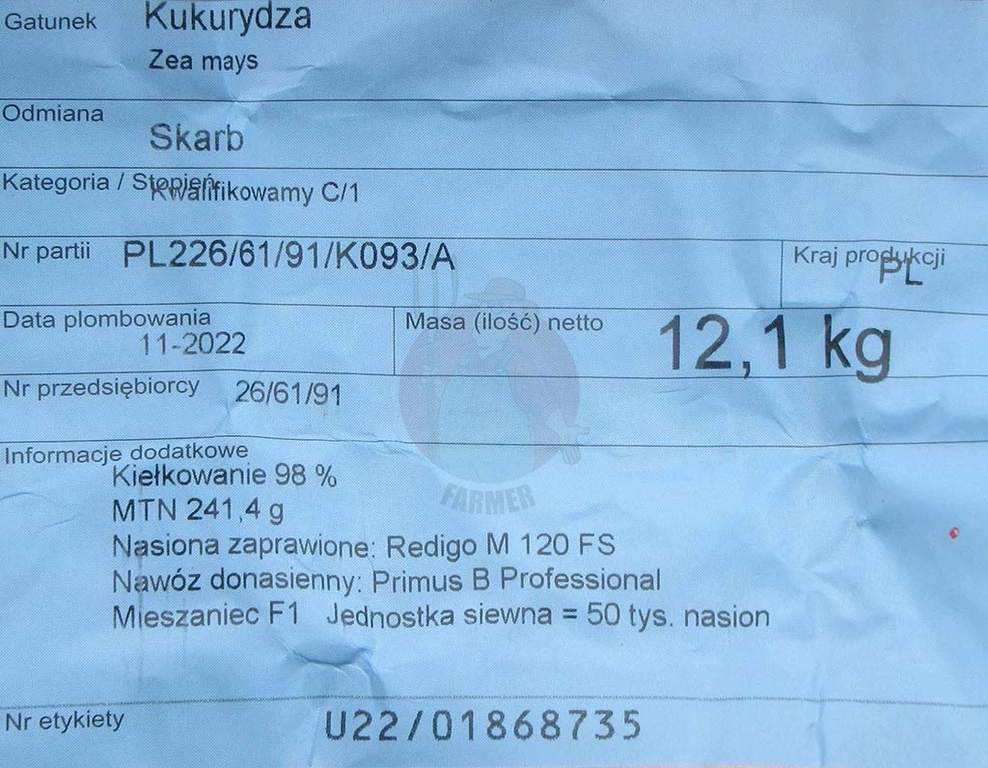 Gatunek Kukurydza
Zea mays
Odmiana
Skarb
Kategoria / Stopień
Kwalifikowamy C/1
Nr partii PL226/61/91/K093/A Kraj produkcji
PL
Data plombowania Masa (ilość) netto 12,1 kg
11-2022
Nr przedsiębiorcy 26/61/91
Informacje dodatkowe
Kiełkowanie 98 %
MTN 241,4 g
Nasiona zaprawione: Redigo M 120 FS
Nawóz donasienny: Primus B Professional
Mieszaniec F1 Jednostka siewna = 50 tys. nasion
FARMER
Nr etykiety U22/01868735